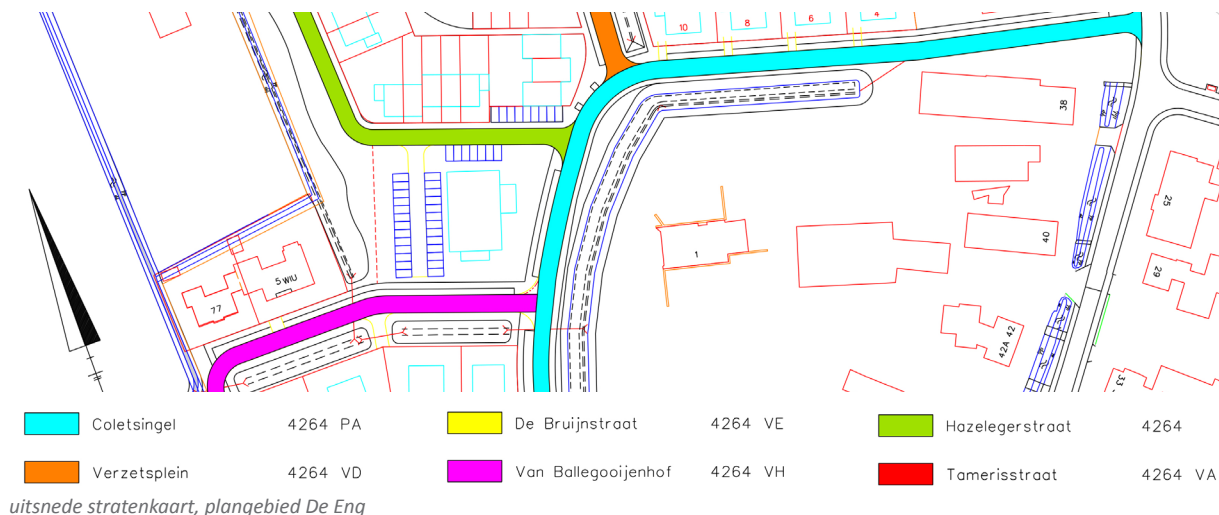 10
8
6
4
38
25
40
1
29
5 WIU
77
42A 42
33
Coletsingel 4264 PA
De Bruijnstraat 4264 VE
Hazelegerstraat 4264
Verzetsplein 4264 VD
Van Ballegooijenhof 4264 VH
Tamerisstraat 4264 VA
uitsnede stratenkaart, plangebied De Eng